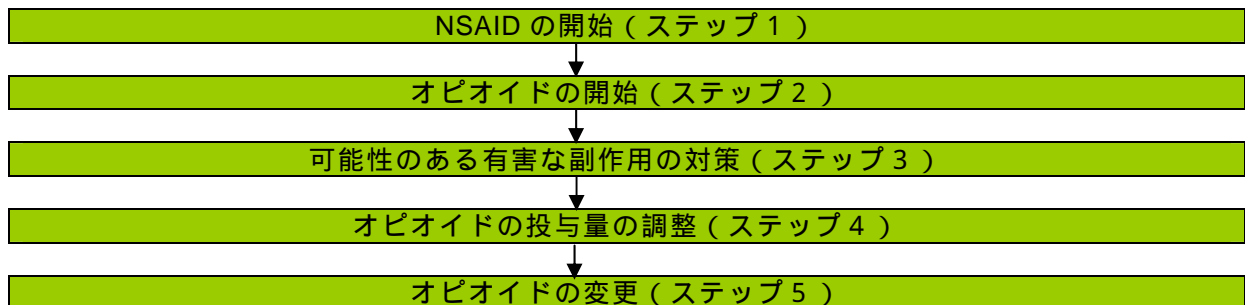 NSAID の開始（ステップ１）
オピオイドの開始（ステップ２）
可能性のある有害な副作用の対策（ステップ３）
オピオイドの投与量の調整（ステップ４）
オピオイドの変更（ステップ５）